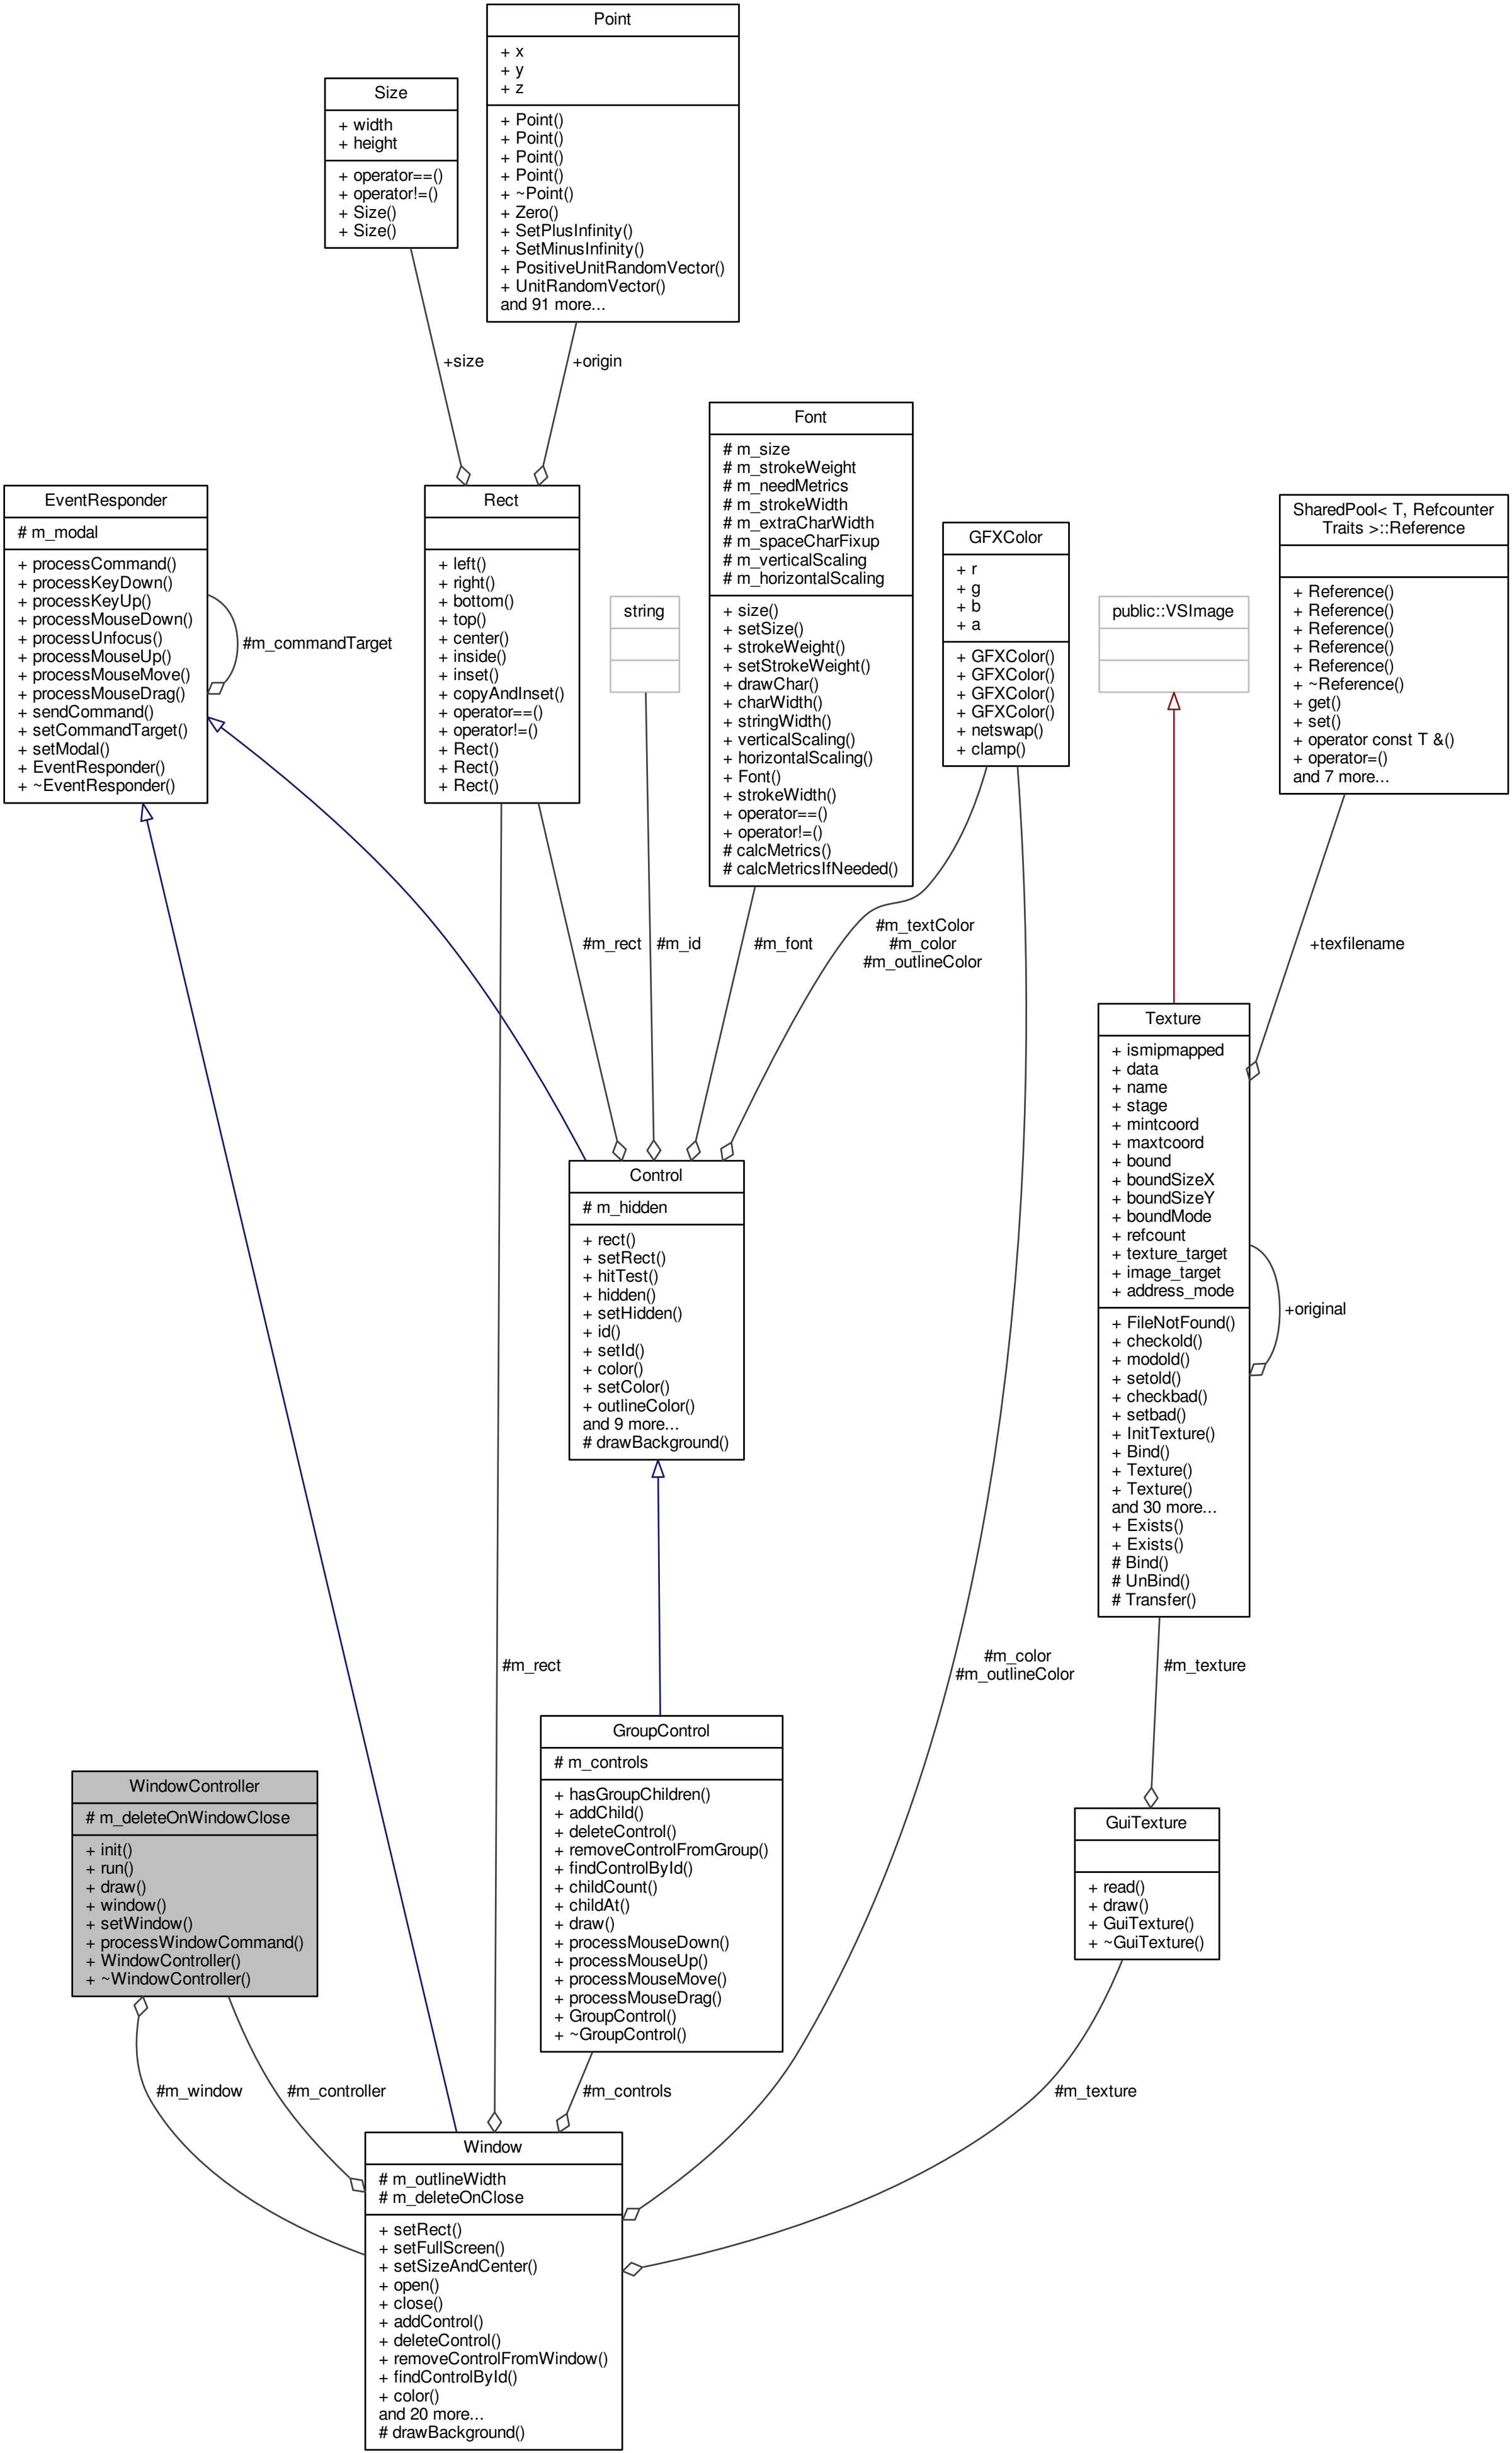 Point
+ x
+ y
+ z
+ Point()
+ Point()
+ Point()
+ Point()
+ ~Point()
+ Zero()
+ SetPlusInfinity()
+ SetMinusInfinity()
+ PositiveUnitRandomVector()
+ UnitRandomVector()
and 91 more...
Size
+ width
+ height
+ operator==()
+ operator!=()
+ Size()
+ Size()
+size
+origin
EventResponder
# m_modal
+ processCommand()
+ processKeyDown()
+ processKeyUp()
+ processMouseDown()
+ processUnfocus()
+ processMouseUp()
+ processMouseMove()
+ processMouseDrag()
+ sendCommand()
+ setCommandTarget()
+ setModal()
+ EventResponder()
+ ~EventResponder()
#m_commandTarget
Rect
+ left()
+ right()
+ bottom()
+ top()
+ center()
+ inside()
+ inset()
+ copyAndInset()
+ operator==()
+ operator!=()
+ Rect()
+ Rect()
+ Rect()
string
Font
# m_size
# m_strokeWeight
# m_needMetrics
# m_strokeWidth
# m_extraCharWidth
# m_spaceCharFixup
# m_verticalScaling
# m_horizontalScaling
+ size()
+ setSize()
+ strokeWeight()
+ setStrokeWeight()
+ drawChar()
+ charWidth()
+ stringWidth()
+ verticalScaling()
+ horizontalScaling()
+ Font()
+ strokeWidth()
+ operator==()
+ operator!=()
# calcMetrics()
# calcMetricsIfNeeded()
GFXColor
+ r
+ g
+ b
+ a
+ GFXColor()
+ GFXColor()
+ GFXColor()
+ GFXColor()
+ netswap()
+ clamp()
public::VSImage
SharedPool< T, Refcounter
Traits >::Reference
+ Reference()
+ Reference()
+ Reference()
+ Reference()
+ Reference()
+ ~Reference()
+ get()
+ set()
+ operator const T &()
+ operator=()
and 7 more...
#m_rect
#m_id
#m_font
#m_textColor
#m_color
#m_outlineColor
+texfilename
Control
# m_hidden
+ rect()
+ setRect()
+ hitTest()
+ hidden()
+ setHidden()
+ id()
+ setId()
+ color()
+ setColor()
+ outlineColor()
and 9 more...
# drawBackground()
Texture
+ ismipmapped
+ data
+ name
+ stage
+ mintcoord
+ maxtcoord
+ bound
+ boundSizeX
+ boundSizeY
+ boundMode
+ refcount
+ texture_target
+ image_target
+ address_mode
+ FileNotFound()
+ checkold()
+ modold()
+ setold()
+ checkbad()
+ setbad()
+ InitTexture()
+ Bind()
+ Texture()
+ Texture()
and 30 more...
+ Exists()
+ Exists()
# Bind()
# UnBind()
# Transfer()
+original
#m_rect
#m_color
#m_outlineColor
#m_texture
WindowController
# m_deleteOnWindowClose
+ init()
+ run()
+ draw()
+ window()
+ setWindow()
+ processWindowCommand()
+ WindowController()
+ ~WindowController()
GroupControl
# m_controls
+ hasGroupChildren()
+ addChild()
+ deleteControl()
+ removeControlFromGroup()
+ findControlById()
+ childCount()
+ childAt()
+ draw()
+ processMouseDown()
+ processMouseUp()
+ processMouseMove()
+ processMouseDrag()
+ GroupControl()
+ ~GroupControl()
GuiTexture
+ read()
+ draw()
+ GuiTexture()
+ ~GuiTexture()
#m_window
#m_controller
#m_controls
#m_texture
Window
# m_outlineWidth
# m_deleteOnClose
+ setRect()
+ setFullScreen()
+ setSizeAndCenter()
+ open()
+ close()
+ addControl()
+ deleteControl()
+ removeControlFromWindow()
+ findControlById()
+ color()
and 20 more...
# drawBackground()